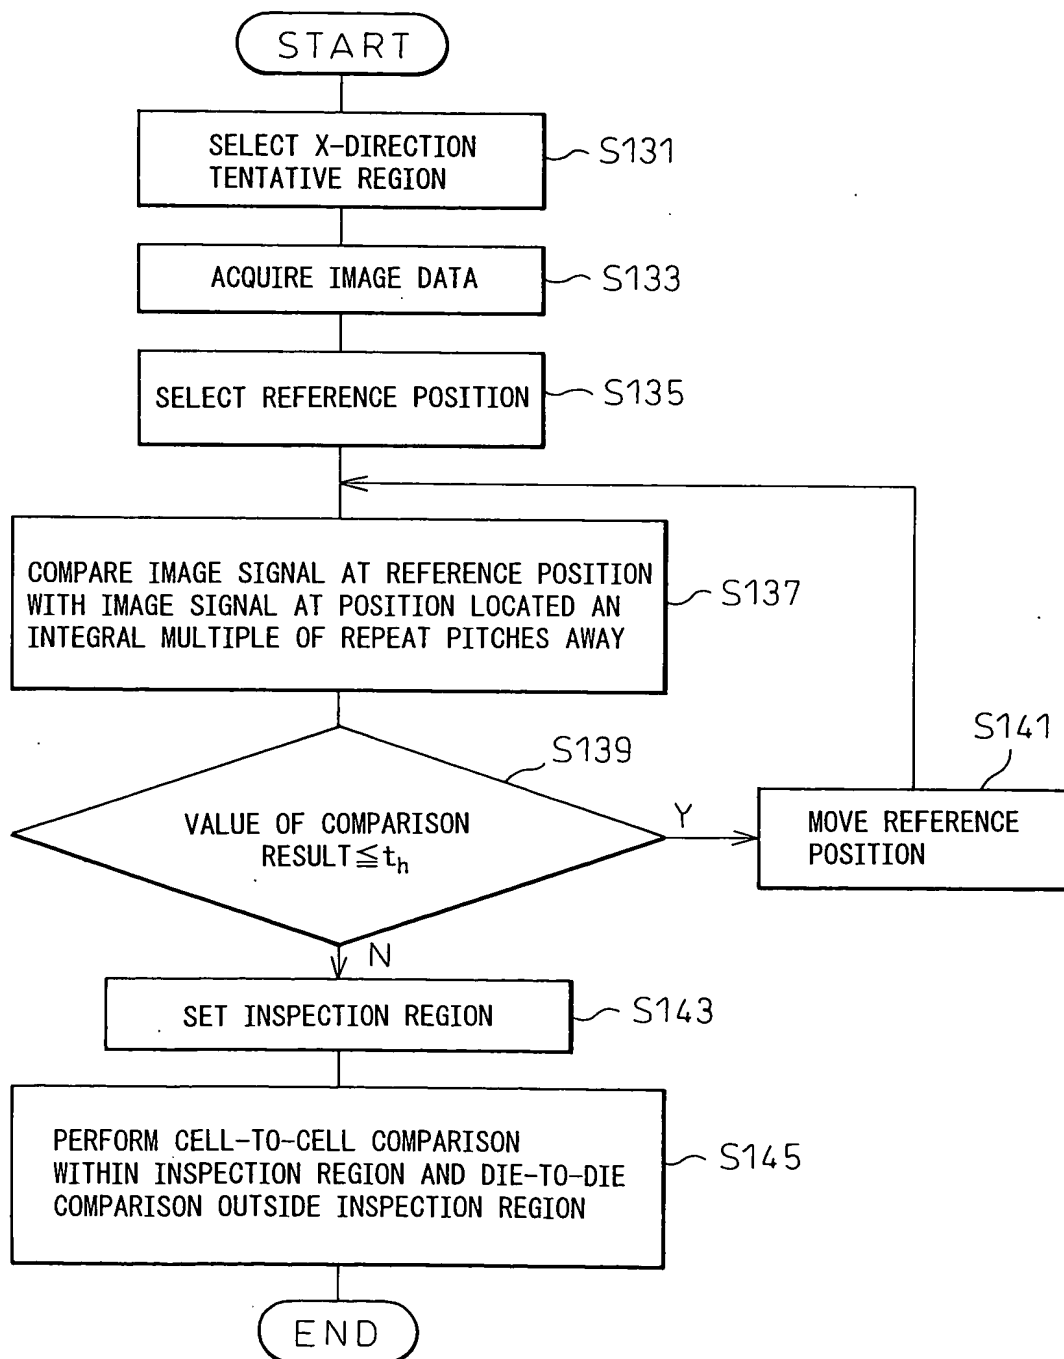 START
SELECT X-DIRECTION
TENTATIVE REGION
S131
ACQUIRE IMAGE DATA
S133
SELECT REFERENCE POSITION
S135
COMPARE IMAGE SIGNAL AT REFERENCE POSITION
WITH IMAGE SIGNAL AT POSITION LOCATED AN
INTEGRAL MULTIPLE OF REPEAT PITCHES AWAY
S137
S139
VALUE OF COMPARISON
RESULT≦th
Y
S141
MOVE REFERENCE
POSITION
N
SET INSPECTION REGION
S143
PERFORM CELL-TO-CELL COMPARISON
WITHIN INSPECTION REGION AND DIE-TO-DIE
COMPARISON OUTSIDE INSPECTION REGION
S145
END